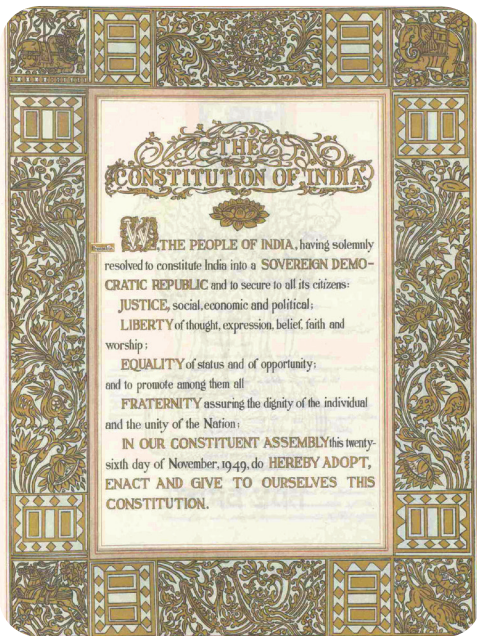 THE
CONSTITUTION OF INDIA
WE, THE PEOPLE OF INDIA, having solemnly
resolved to constitute India into a SOVEREIGN DEMO-
CRATIC REPUBLIC and to secure to all its citizens:
JUSTICE, social, economic and political;
LIBERTY of thought, expression, belief, faith and
worship;
EQUALITY of status and of opportunity;
and to promote among them all
FRATERNITY assuring the dignity of the individual
and the unity of the Nation;
IN OUR CONSTITUENT ASSEMBLY this twenty-
sixth day of November, 1949, do HEREBY ADOPT,
ENACT AND GIVE TO OURSELVES THIS
CONSTITUTION.